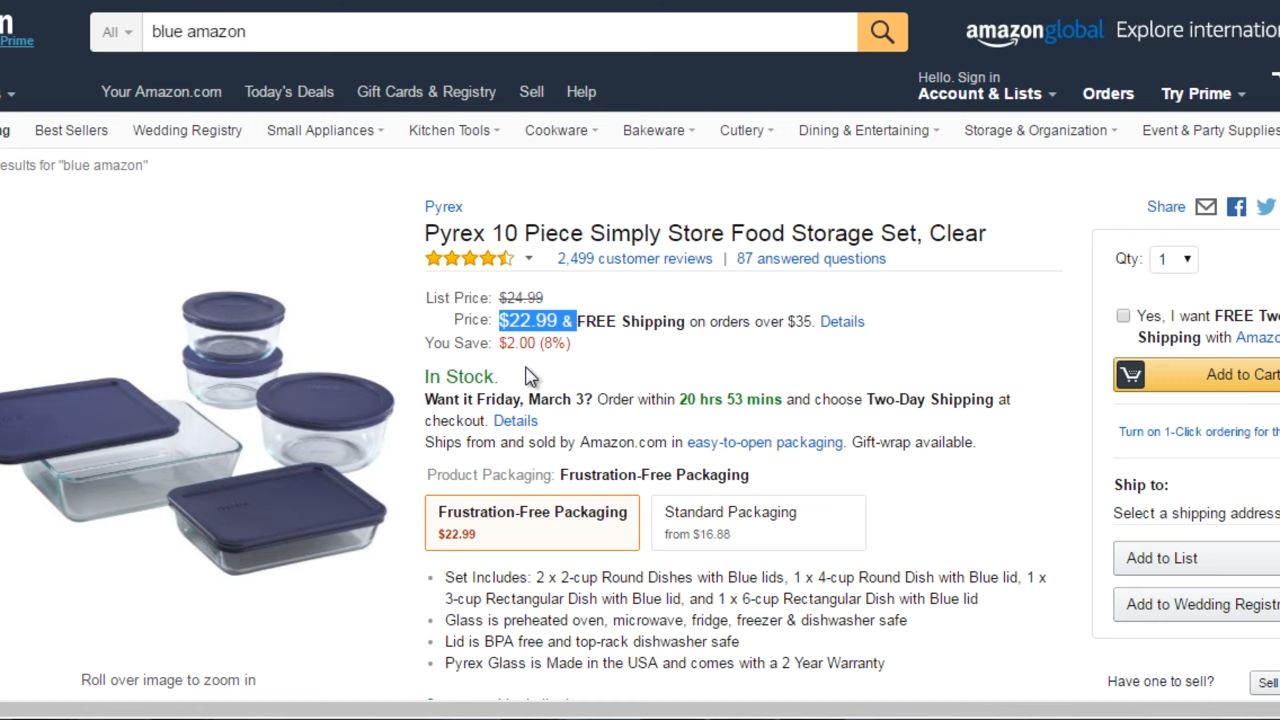 n
Prime
All
blue amazon
amazonglobal Explore internatio
Hello. Sign in
Your Amazon.com Today's Deals Gift Cards & Registry Sell Help Account & Lists Orders Try Prime
ng Best Sellers Wedding Registry Small Appliances Kitchen Tools Cookware Bakeware Cutlery Dining & Entertaining Storage & Organization Event & Party Supplies
esults for "blue amazon"
Pyrex
Share
Pyrex 10 Piece Simply Store Food Storage Set, Clear
2,499 customer reviews | 87 answered questions
Qty: 1
List Price: $24.99
Price: $22.99 & FREE Shipping on orders over $35. Details
You Save: $2.00 (8%)
Yes, I want FREE Tw
Shipping with Amazo
In Stock.
Add to Cart
Want it Friday, March 3? Order within 20 hrs 53 mins and choose Two-Day Shipping at
checkout. Details
Turn on 1-Click ordering for th
Ships from and sold by Amazon.com in easy-to-open packaging. Gift-wrap available.
Product Packaging: Frustration-Free Packaging
Ship to:
Select a shipping address
Frustration-Free Packaging
$22.99
Standard Packaging
from $16.88
Add to List
Add to Wedding Registr
Set Includes: 2 x 2-cup Round Dishes with Blue lids, 1 x 4-cup Round Dish with Blue lid, 1 x
3-cup Rectangular Dish with Blue lid, and 1 x 6-cup Rectangular Dish with Blue lid
Glass is preheated oven, microwave, fridge, freezer & dishwasher safe
Lid is BPA free and top-rack dishwasher safe
Pyrex Glass is Made in the USA and comes with a 2 Year Warranty
Roll over image to zoom in
Have one to sell? Sell